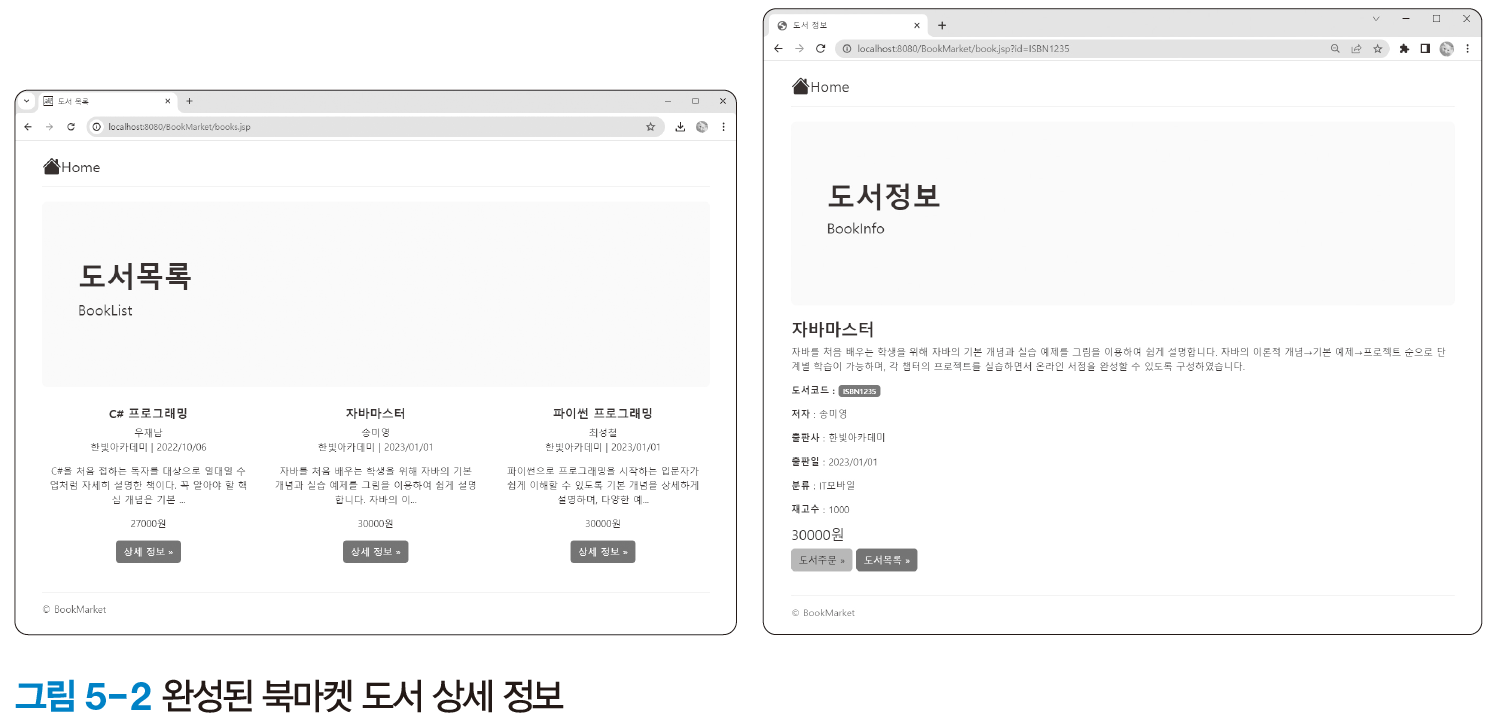 도서 목록
localhost:8080/BookMarket/books.jsp
Home
도서목록
BookList
C# 프로그래밍
우재남
한빛아카데미 | 2022/10/06
C#을 처음 접하는 독자를 대상으로 일대일 수
업처럼 자세히 설명한 책이다. 꼭 알아야 할 핵
심 개념은 기본 ...
27000원
상세 정보 »
자바마스터
송미영
한빛아카데미 | 2023/01/01
자바를 처음 배우는 학생을 위해 자바의 기본
개념과 실습 예제를 그림을 이용하여 쉽게 설명
합니다. 자바의 이...
30000원
상세 정보 »
파이썬 프로그래밍
최성철
한빛아카데미 | 2023/01/01
파이썬으로 프로그래밍을 시작하는 입문자가
쉽게 이해할 수 있도록 기본 개념을 상세하게
설명하며, 다양한 예...
30000원
상세 정보 »
© BookMarket
도서 정보
localhost:8080/BookMarket/book.jsp?id=ISBN1235
Home
도서정보
BookInfo
자바마스터
자바를 처음 배우는 학생을 위해 자바의 기본 개념과 실습 예제를 그림을 이용하여 쉽게 설명합니다. 자바의 이론적 개념→기본 예제→프로젝트 순으로 단
계별 학습이 가능하며, 각 챕터의 프로젝트를 실습하면서 온라인 서점을 완성할 수 있도록 구성하였습니다.
도서코드 : ISBN1235
저자 : 송미영
출판사 : 한빛아카데미
출판일 : 2023/01/01
분류 : IT모바일
재고수 : 1000
30000원
도서주문 » 도서목록 »
© BookMarket
그림 5-2 완성된 북마켓 도서 상세 정보